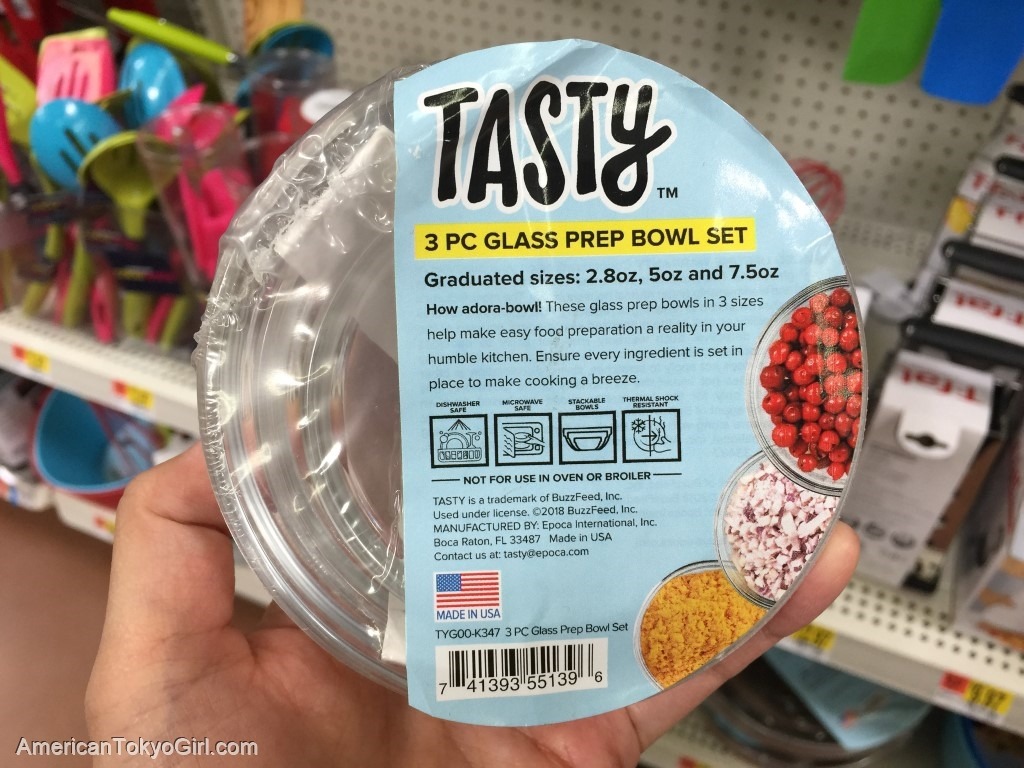 TASTY™
3 PC GLASS PREP BOWL SET
Graduated sizes: 2.8oz, 5oz and 7.5oz
How adora-bowl! These glass prep bowls in 3 sizes
help make easy food preparation a reality in your
humble kitchen. Ensure every ingredient is set in
place to make cooking a breeze.
DISHWASHER SAFE
MICROWAVE SAFE
STACKABLE BOWLS
THERMAL SHOCK RESISTANT
NOT FOR USE IN OVEN OR BROILER
TASTY is a trademark of BuzzFeed, Inc.
Used under license. ©2018 BuzzFeed, Inc.
MANUFACTURED BY: Epoca International, Inc.
Boca Raton, FL 33487 Made in USA
Contact us at: tasty@epoca.com
MADE IN USA
TYG00-K347 3 PC Glass Prep Bowl Set
7 41393 55139 6
T-fal
T-fal
9.97
AmericanTokyoGirl.com